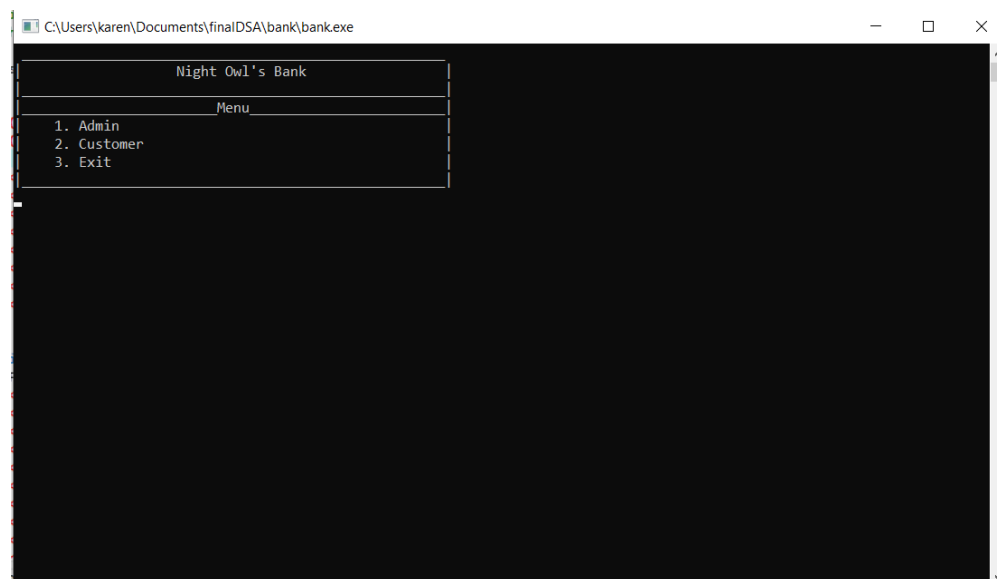 C:\Users\karen\Documents\finalDSA\bank\bank.exe
Night Owl's Bank
Menu
1. Admin
2. Customer
3. Exit